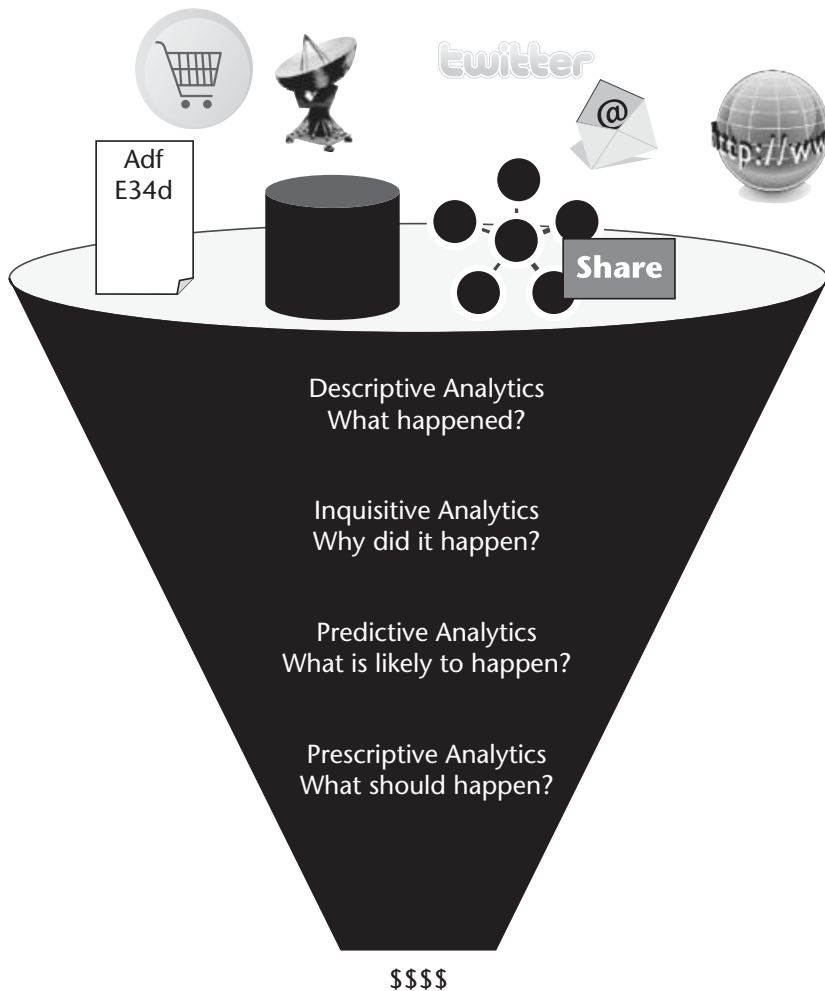 twitter
@
http://ww
Adf
E34d
Share
Descriptive Analytics
What happened?
Inquisitive Analytics
Why did it happen?
Predictive Analytics
What is likely to happen?
Prescriptive Analytics
What should happen?
$$$$